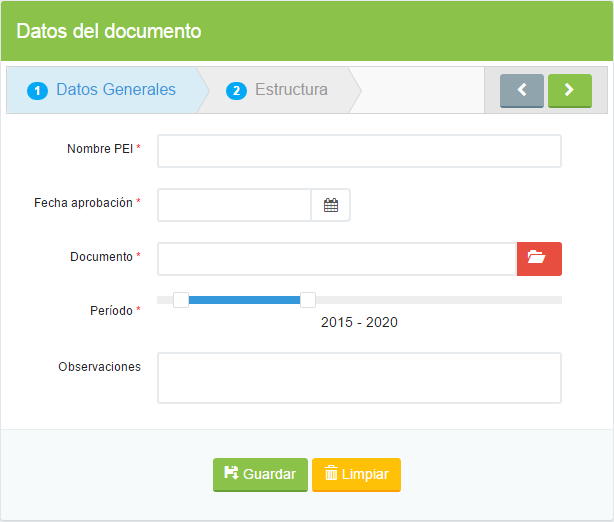 Datos del documento
1 Datos Generales 2 Estructura
Nombre PEI *
Fecha aprobación *
Documento *
Período *
2015 - 2020
Observaciones
Guardar Limpiar